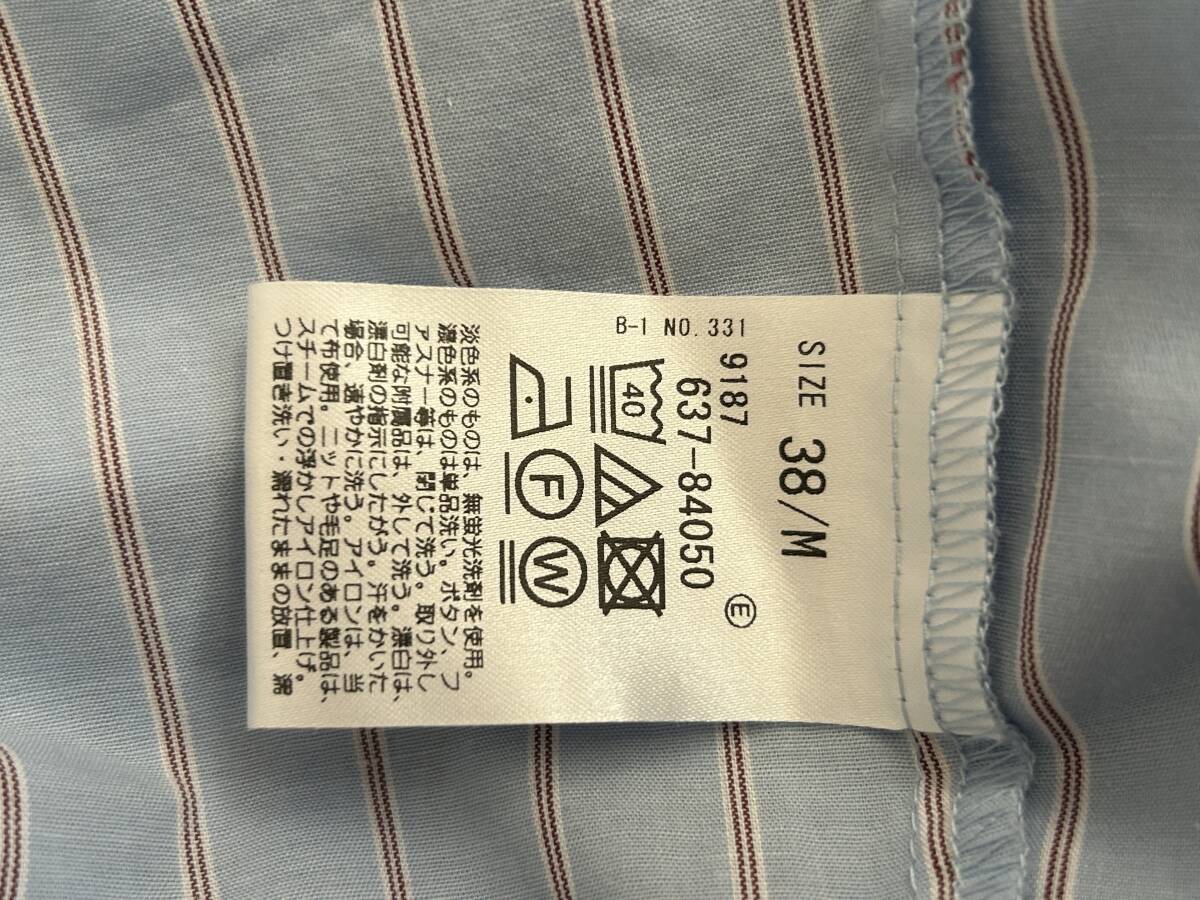 SIZE 38/M
E
637-84050
9187
B-1 NO. 331
40
F
W
淡色系のものは、無蛍光洗剤を使用。
濃色系のものは単品洗い。ボタン、フ
ァスナー等は、閉じて洗う。取り外し
可能な附属品は、外して洗う。漂白は、
漂白剤の指示にしたがう。汗をかいた
場合、速やかに洗う。アイロンは、当
て布使用。ニットや毛足のある製品は、
スチームでの浮かしアイロン仕上げ。
つけ置き洗い・濡れたままの放置、